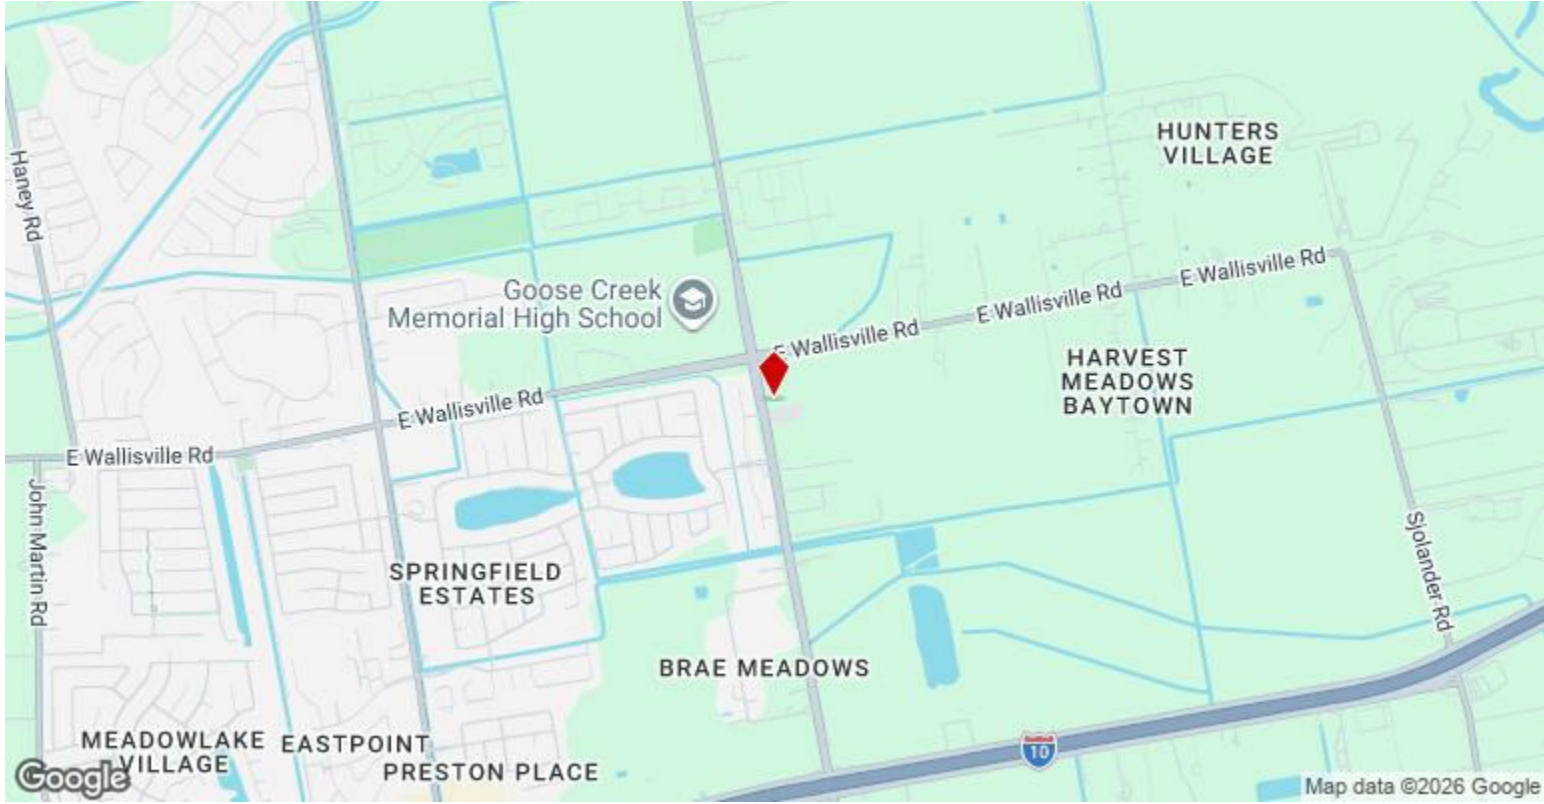 HUNTERS
VILLAGE
Haney Rd
E Wallisville Rd
Goose Creek
Memorial High School
E Wallisville Rd
E Wallisville Rd
HARVEST
MEADOWS
BAYTOWN
E Wallisville Rd
E Wallisville Rd
John Martin Rd
Sjolander Rd
SPRINGFIELD
ESTATES
BRAE MEADOWS
MEADOWLAKE
VILLAGE
EASTPOINT
PRESTON PLACE
10
Google
Map data ©2026 Google